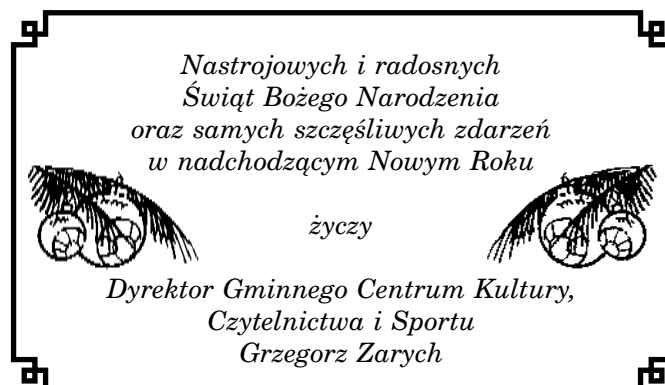 Nastrojowych i radosnych
Świąt Bożego Narodzenia
oraz samych szczęśliwych zdarzeń
w nadchodzącym Nowym Roku
życzy
Dyrektor Gminnego Centrum Kultury,
Czytelnictwa i Sportu
Grzegorz Zarych